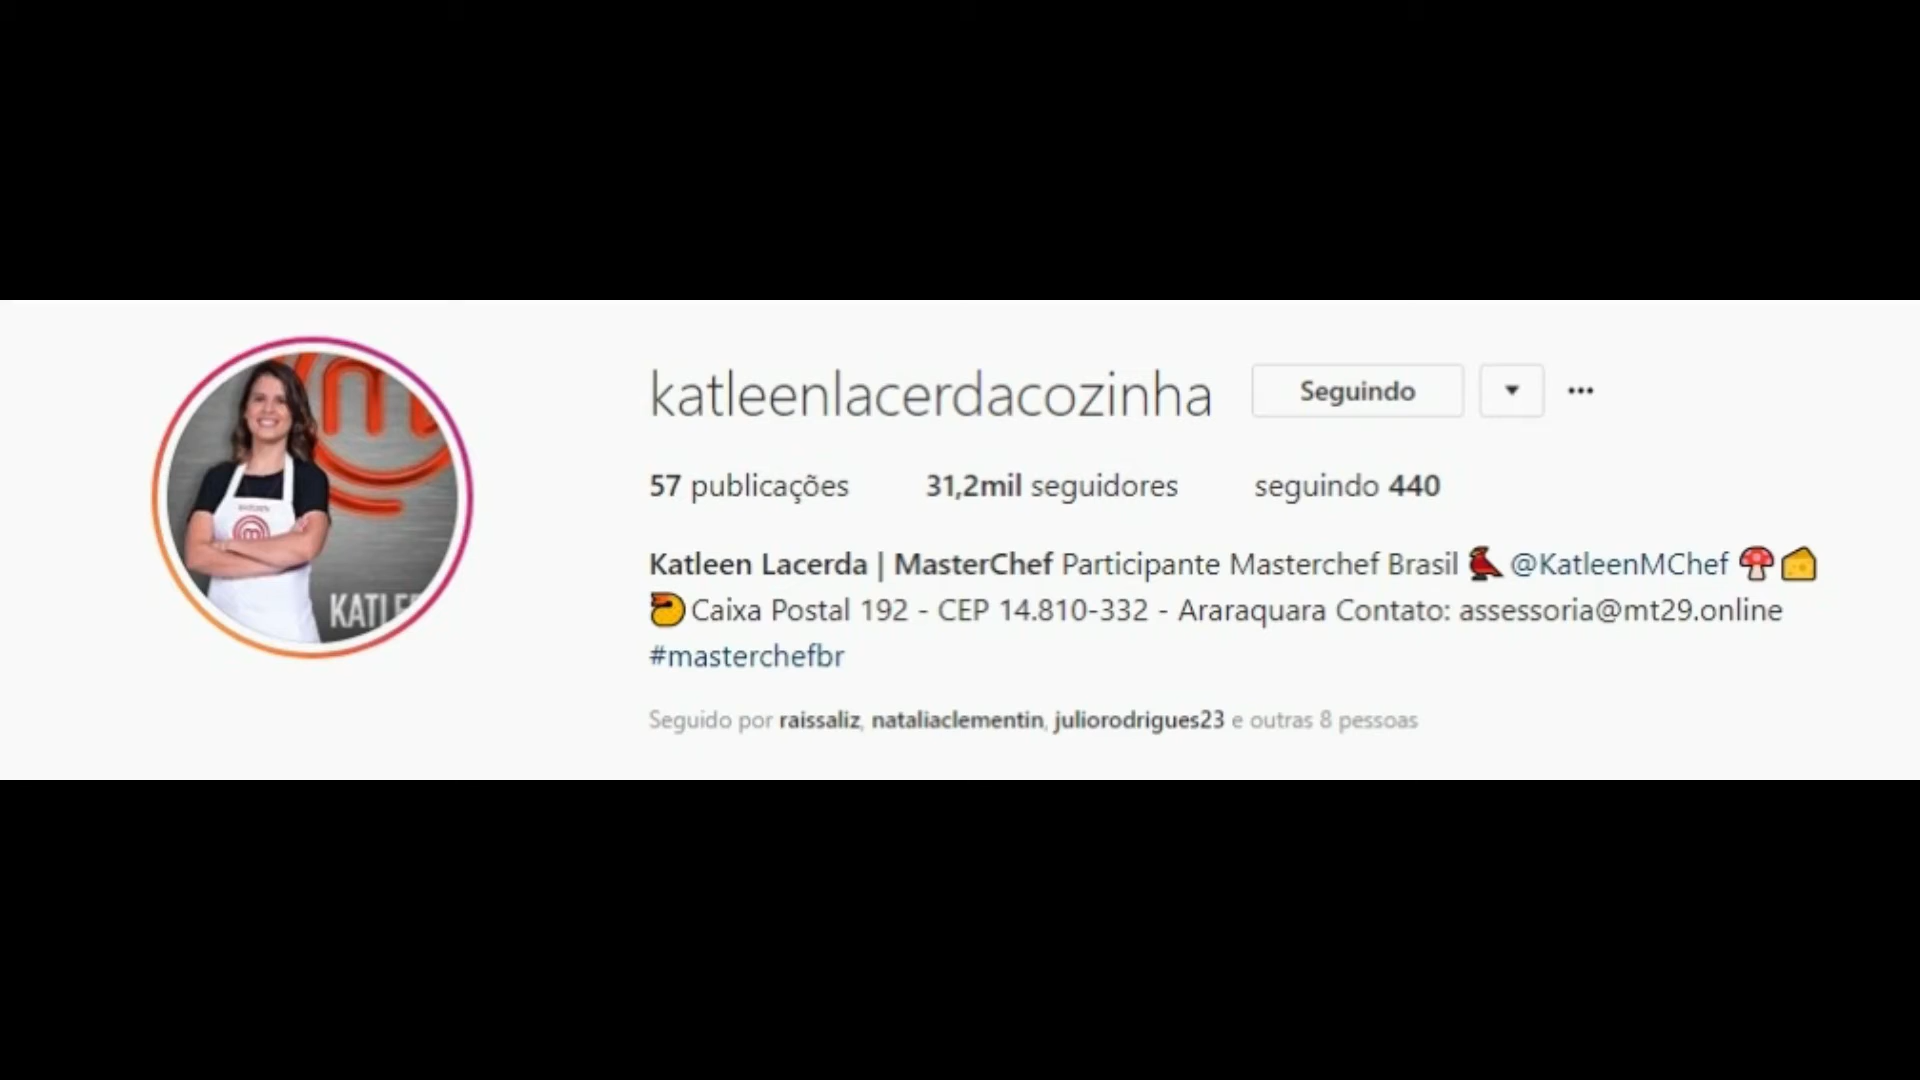 katleenlacerdacozinha Seguindo
57 publicações 31,2mil seguidores seguindo 440
Katleen Lacerda | MasterChef Participante Masterchef Brasil @KatleenMChef
Caixa Postal 192 - CEP 14.810-332 - Araraquara Contato: assessoria@mt29.online
#masterchefbr
Seguido por raissaliz, nataliaclementin, juliorodrigues23 e outras 8 pessoas